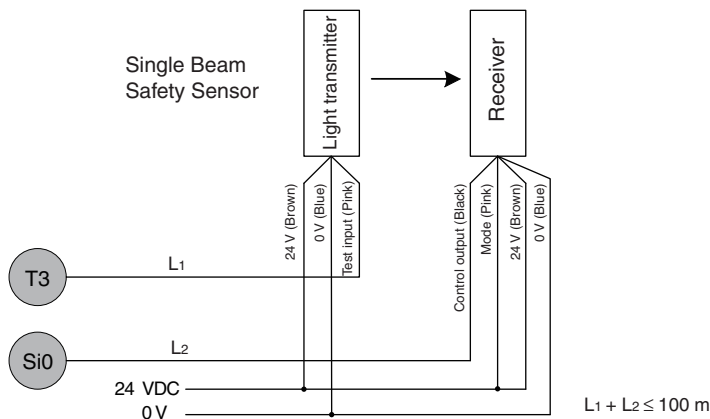 Single Beam
Safety Sensor
Light transmitter
Receiver
24 V (Brown)
0 V (Blue)
Test input (Pink)
Control output (Black)
Mode (Pink)
24 V (Brown)
0 V (Blue)
T3
L1
Si0
L2
24 VDC
0 V
L1 + L2 ≤ 100 m